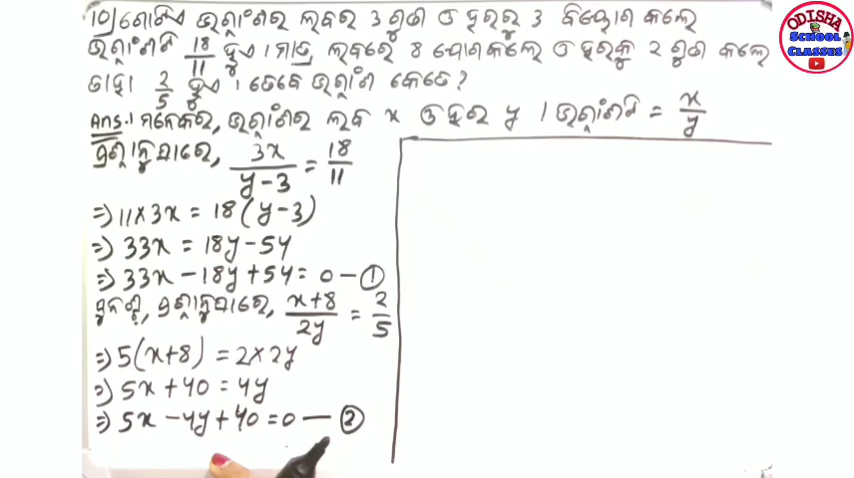 10) ଗୋଟିଏ ଭଗ୍ନାଂଶର ଲବର 3 ଗୁଣ ଓ ହରରୁ 3 ବିୟୋଗ କଲେ
ଭଗ୍ନାଂଶଟି 18/11 ହୁଏ । ମାତ୍ର ଲବରେ 8 ଯୋଗକଲେ ଓ ହରକୁ 2 ଗୁଣ କଲେ
ତାହା 2/5 ହୁଏ । ତେବେ ଭଗ୍ନାଂଶ କେତେ ?
Ans. । ମନେକର, ଭଗ୍ନାଂଶର ଲବ x ଓ ହର y । ଭଗ୍ନାଂଶଟି = x/y
ପ୍ରଶ୍ନାନୁସାରେ, 3x/(y-3) = 18/11
⇒ 11×3x = 18(y-3)
⇒ 33x = 18y-54
⇒ 33x-18y+54=0 — ①
ପୁନଶ୍ଚ, ପ୍ରଶ୍ନାନୁସାରେ, (x+8)/2y = 2/5
⇒ 5(x+8) = 2×2y
⇒ 5x+40 = 4y
⇒ 5x-4y+40=0 — ②
ODISHA
School
CLASSES